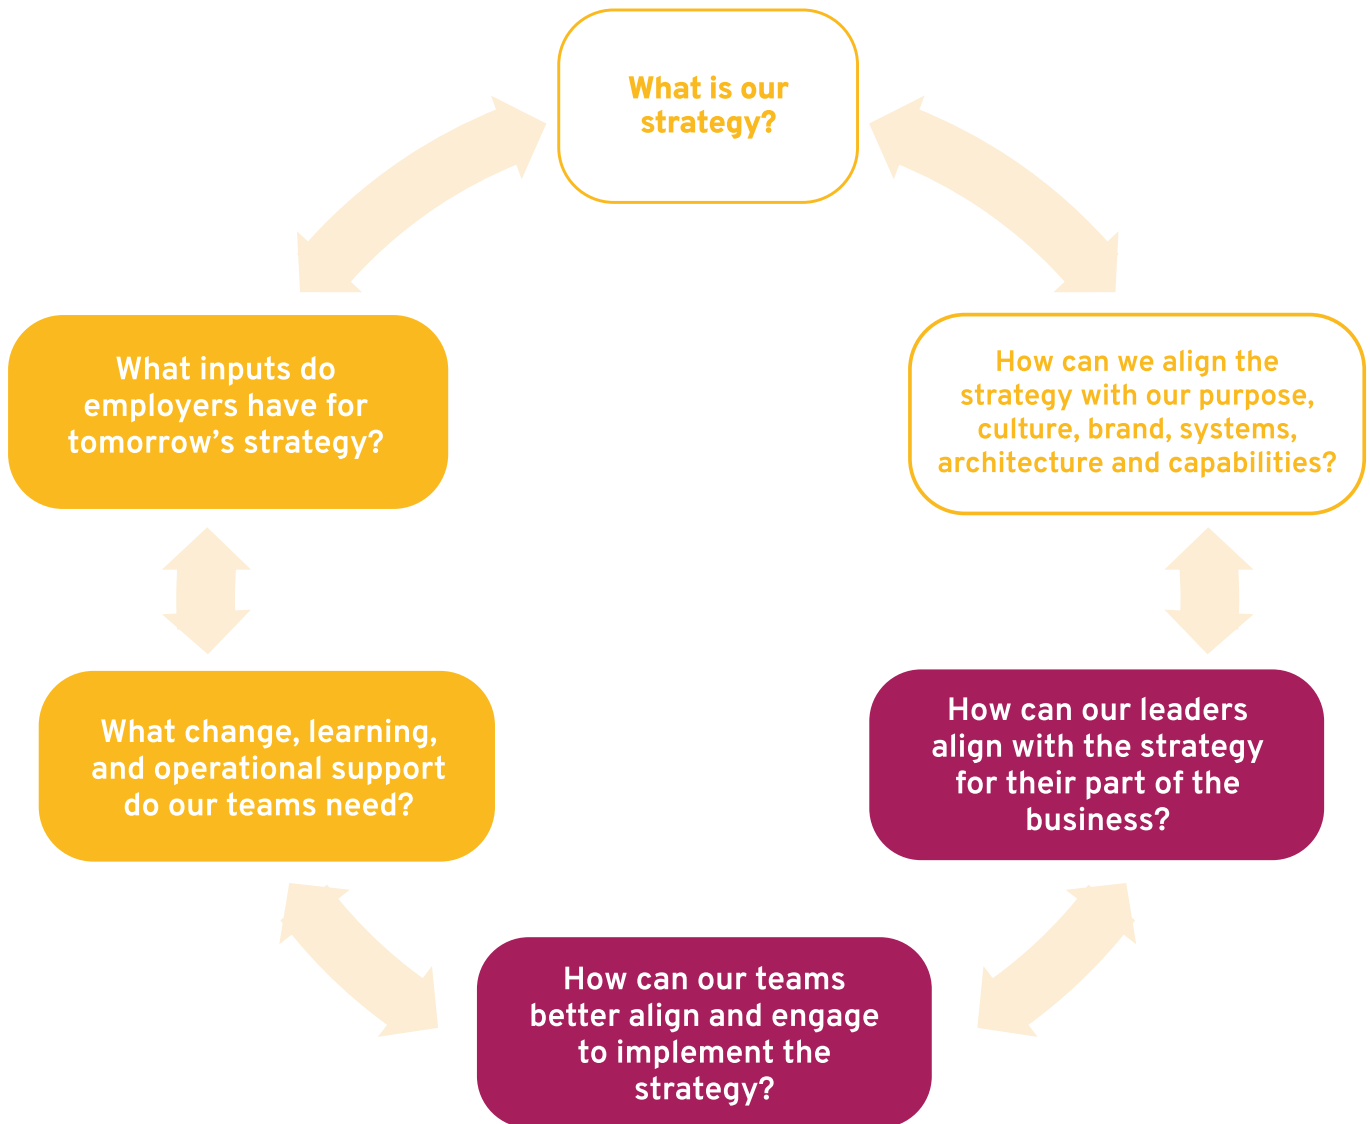 What is our
strategy?
How can we align the
strategy with our purpose,
culture, brand, systems,
architecture and capabilities?
How can our leaders
align with the strategy
for their part of the
business?
How can our teams
better align and engage
to implement the
strategy?
What change, learning,
and operational support
do our teams need?
What inputs do
employers have for
tomorrow's strategy?